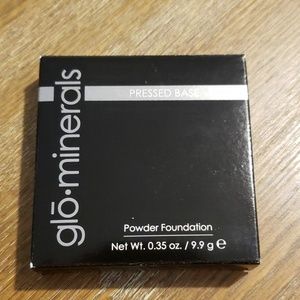 glō·minerals
PRESSED BASE
Powder Foundation
Net Wt. 0.35 oz. / 9.9 g ℮